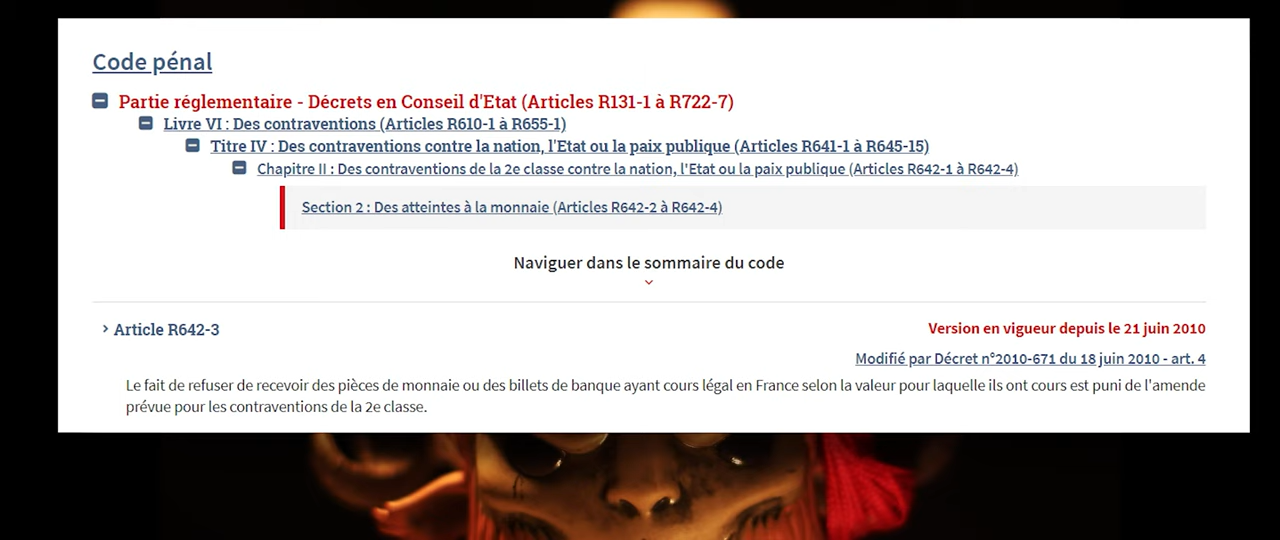 Code pénal
Partie réglementaire - Décrets en Conseil d'Etat (Articles R131-1 à R722-7)
Livre VI : Des contraventions (Articles R610-1 à R655-1)
Titre IV : Des contraventions contre la nation, l'Etat ou la paix publique (Articles R641-1 à R645-15)
Chapitre II : Des contraventions de la 2e classe contre la nation, l'Etat ou la paix publique (Articles R642-1 à R642-4)
Section 2 : Des atteintes à la monnaie (Articles R642-2 à R642-4)
Naviguer dans le sommaire du code
Article R642-3
Version en vigueur depuis le 21 juin 2010
Modifié par Décret n°2010-671 du 18 juin 2010 - art. 4
Le fait de refuser de recevoir des pièces de monnaie ou des billets de banque ayant cours légal en France selon la valeur pour laquelle ils ont cours est puni de l'amende
prévue pour les contraventions de la 2e classe.